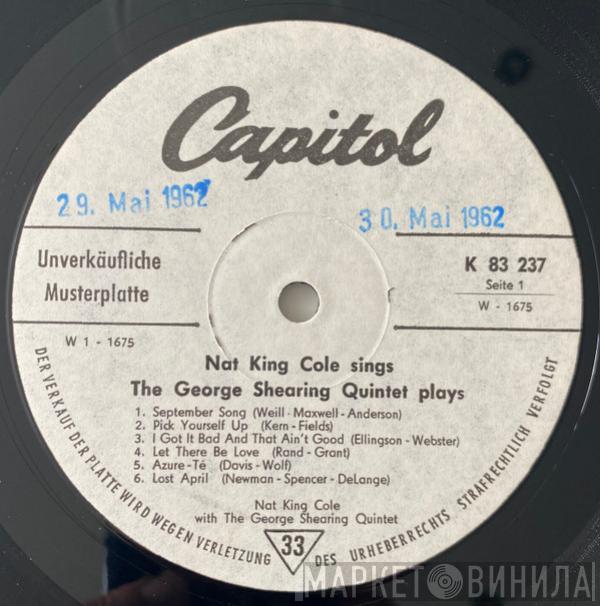 Capitol
29. Mai 1962
30. Mai 1962
Unverkäufliche
Musterplatte
K 83 237
Seite 1
W - 1675
W 1 - 1675
Nat King Cole sings
The George Shearing Quintet plays
1. September Song (Weill - Maxwell - Anderson)
2. Pick Yourself Up (Kern - Fields)
3. I Got It Bad And That Ain't Good (Ellingson - Webster)
4. Let There Be Love (Rand - Grant)
5. Azure-Té (Davis - Wolf)
6. Lost April (Newman - Spencer - DeLange)
Nat King Cole
with The George Shearing Quintet
33
DER VERKAUF DER PLATTE WIRD WEGEN VERLETZUNG DES URHEBERRECHTS STRAFRECHTLICH VERFOLGT
МАРКЕТ ВИНИЛА